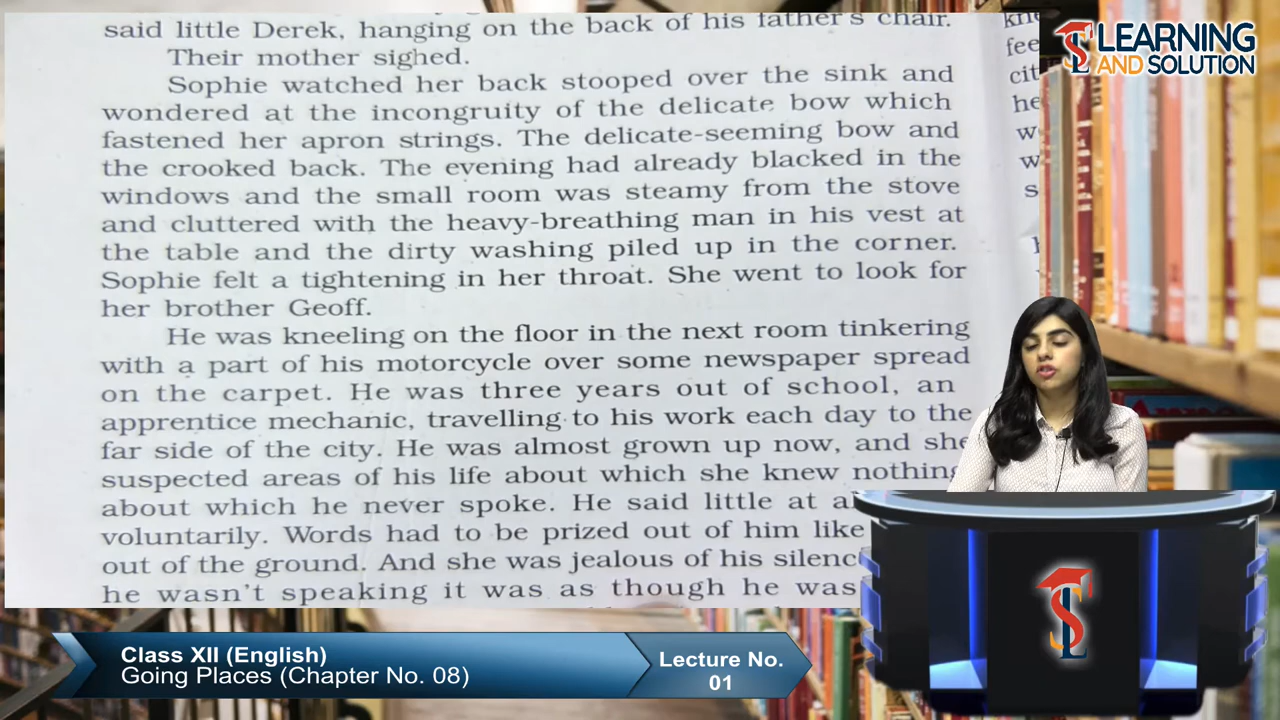 said little Derek, hanging on the back of his father's chair.
Their mother sighed.
Sophie watched her back stooped over the sink and
wondered at the incongruity of the delicate bow which
fastened her apron strings. The delicate-seeming bow and
the crooked back. The evening had already blacked in the
windows and the small room was steamy from the stove
and cluttered with the heavy-breathing man in his vest at
the table and the dirty washing piled up in the corner.
Sophie felt a tightening in her throat. She went to look for
her brother Geoff.
He was kneeling on the floor in the next room tinkering
with a part of his motorcycle over some newspaper spread
on the carpet. He was three years out of school, an
apprentice mechanic, travelling to his work each day to the
far side of the city. He was almost grown up now, and she
suspected areas of his life about which she knew nothing
about which he never spoke. He said little at
voluntarily. Words had to be prized out of him like
out of the ground. And she was jealous of his
he wasn't speaking it was as though he was
LEARNING
AND SOLUTION
Class XII (English)
Going Places (Chapter No. 08)
Lecture No.
01